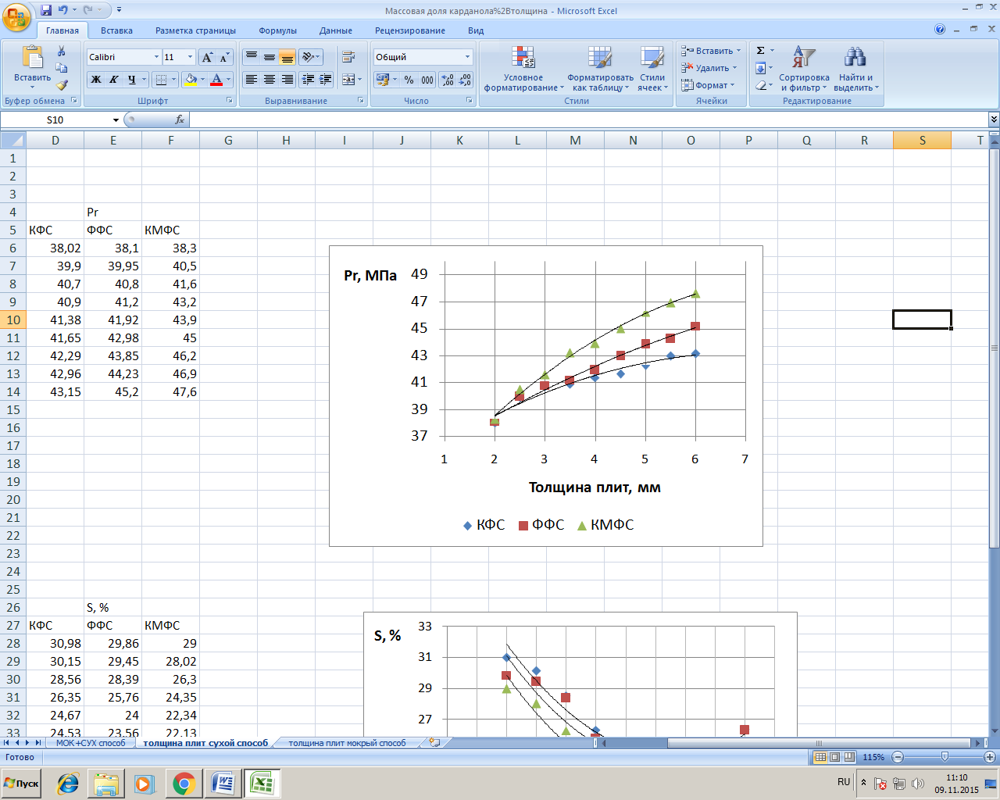 Массовая доля карданола%2Bтолщина - Microsoft Excel
Главная Вставка Разметка страницы Формулы Данные Рецензирование Вид
Calibri 11 Общий
Вставить
Ж К Ч % 000
Условное форматирование
Форматировать как таблицу
Стили ячеек
Вставить
Удалить
Формат
Сортировка и фильтр
Найти и выделить
Буфер обмена Шрифт Выравнивание Число Стили Ячейки Редактирование
S10 fx
D E F G H I J K L M N O P Q R S T
1
2
3
4 Pr
5 КФС ФФС КМФС
6 38,02 38,1 38,3
7 39,9 39,95 40,5
8 40,7 40,8 41,6
9 40,9 41,2 43,2
10 41,38 41,92 43,9
11 41,65 42,98 45
12 42,29 43,85 46,2
13 42,96 44,23 46,9
14 43,15 45,2 47,6
15
16
17
18
19
20
21
22
23
24
25
26 S, %
27 КФС ФФС КМФС
28 30,98 29,86 29
29 30,15 29,45 28,02
30 28,56 28,39 26,3
31 26,35 25,76 24,35
32 24,67 24 22,34
33 24,53 23,56 22,13
Pr, МПа
49
47
45
43
41
39
37
1 2 3 4 5 6 7
Толщина плит, мм
КФС ФФС КМФС
S, %
33
31
29
27
МОК+СУХ способ толщина плит сухой способ толщина плит мокрый способ
Готово 115%
Пуск RU 11:10
09.11.2015